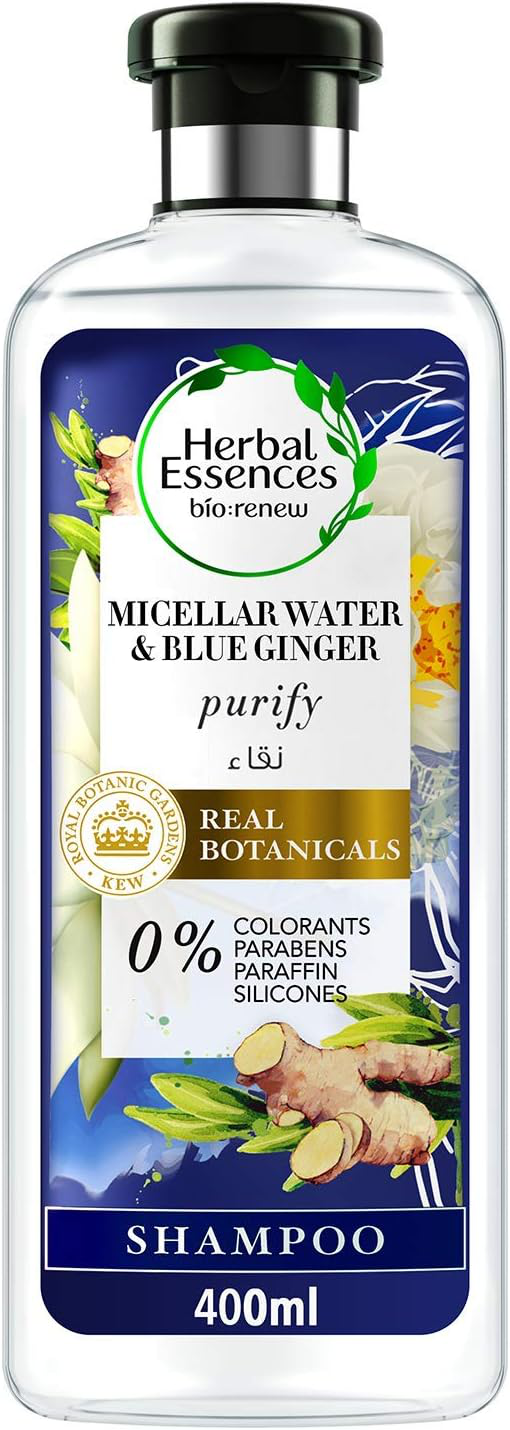 Herbal
Essences
bío:renew
MICELLAR WATER
& BLUE GINGER
purify
نقاء
ROYAL BOTANIC GARDENS
• KEW •
REAL
BOTANICALS
0%
COLORANTS
PARABENS
PARAFFIN
SILICONES
SHAMPOO
400ml